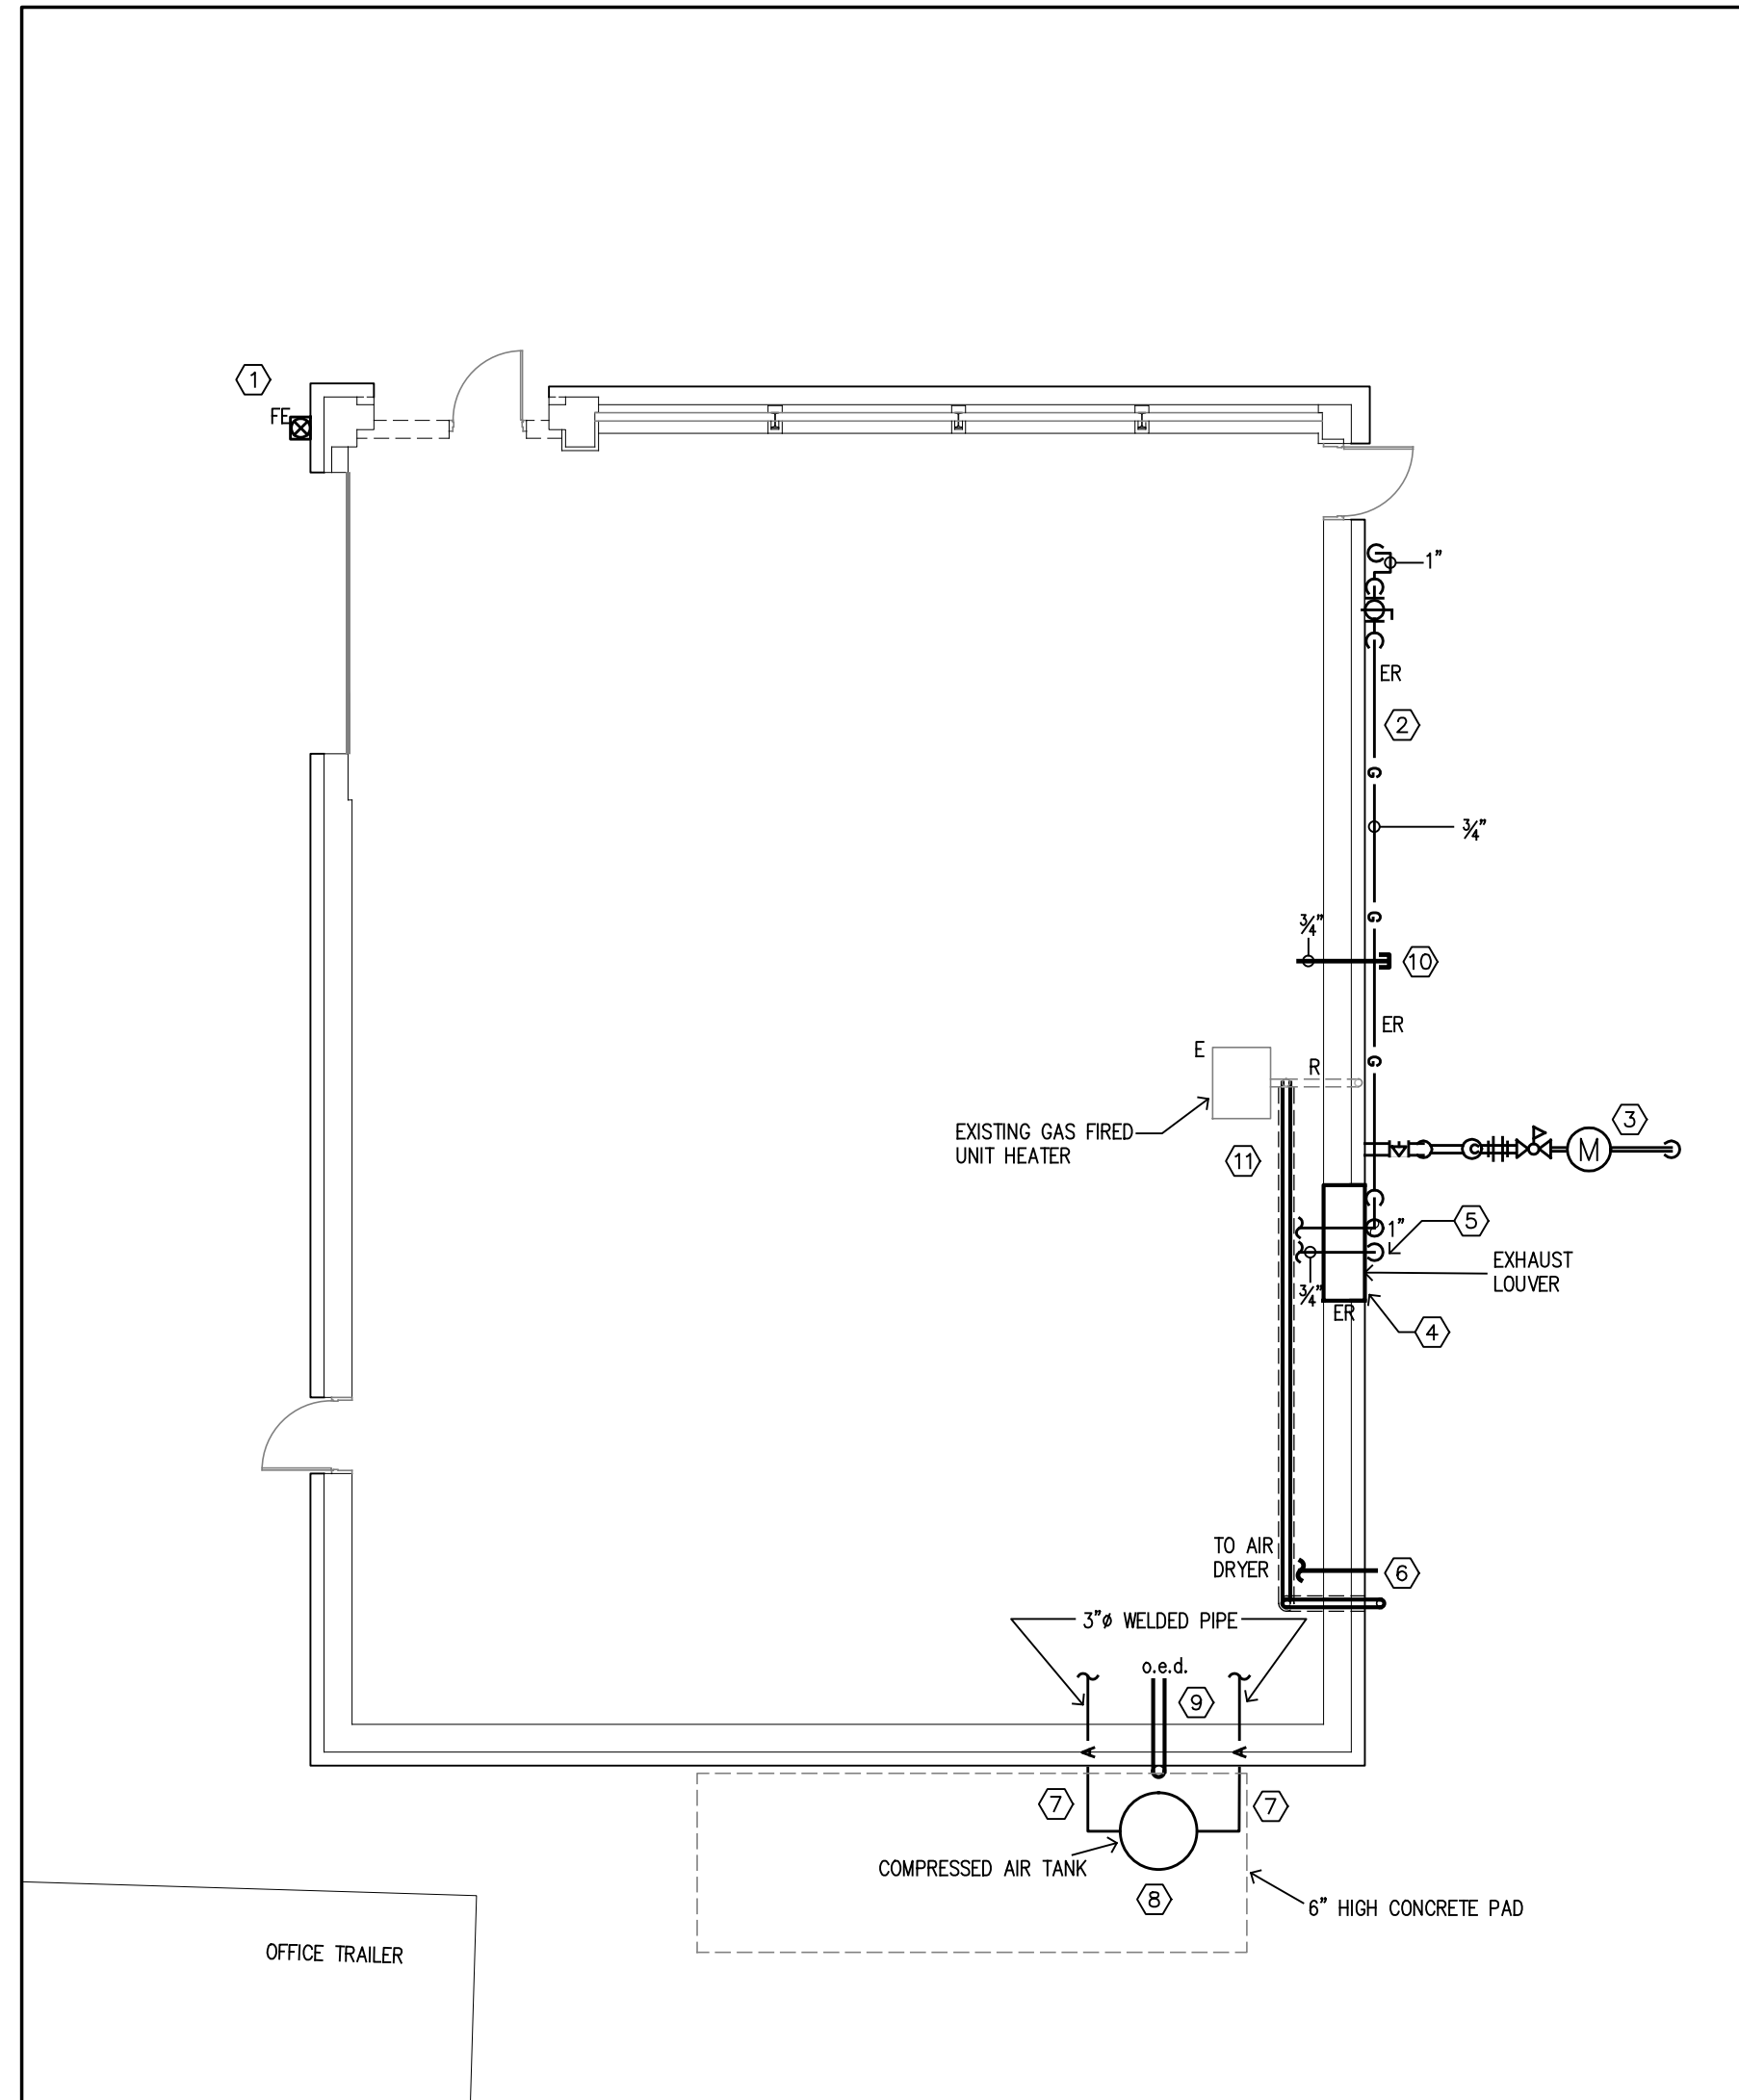 1
FE
1"
ER
2
G
¾"
¾"
G
10
ER
E
R
G
EXISTING GAS FIRED
UNIT HEATER
11
M
3
1"
5
EXHAUST
LOUVER
¾"
ER
4
TO AIR
DRYER
6
3"ø WELDED PIPE
o.e.d.
9
A
A
7
7
COMPRESSED AIR TANK
8
6" HIGH CONCRETE PAD
OFFICE TRAILER